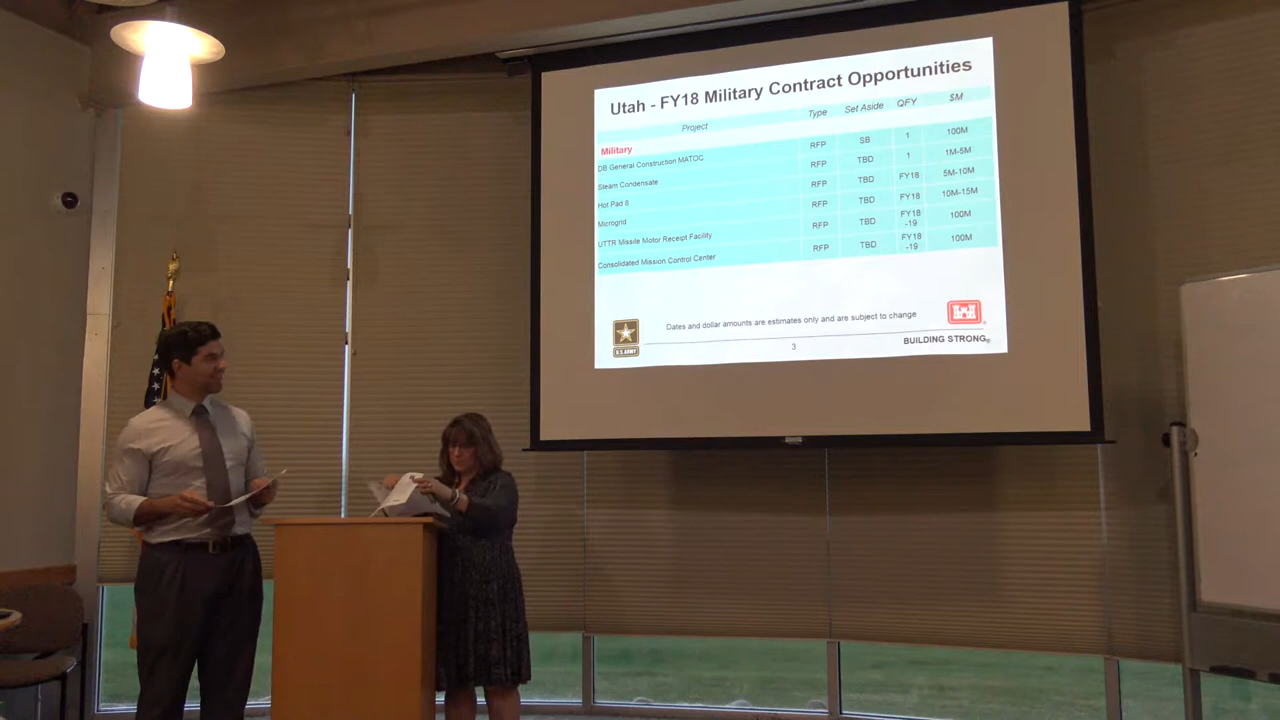 Utah - FY18 Military Contract Opportunities
Project Type Set Aside QFY $M
Military
DB General Construction MATOC RFP SB 1 100M
Steam Condensate RFP TBD 1 1M-5M
Hot Pad 8 RFP TBD FY18 5M-10M
Microgrid RFP TBD FY18 10M-15M
UTTR Missile Motor Receipt Facility RFP TBD FY18-19 100M
Consolidated Mission Control Center RFP TBD FY18-19 100M
Dates and dollar amounts are estimates only and are subject to change
U.S. ARMY
3
BUILDING STRONG®